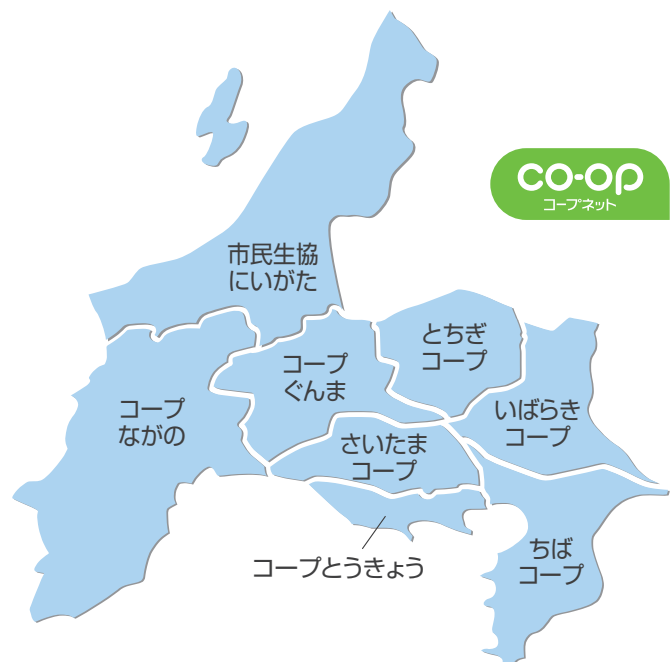 co-op
コープネット
市民生協
にいがた
とちぎ
コープ
コープ
ぐんま
コープ
ながの
いばらき
コープ
さいたま
コープ
コープとうきょう
ちば
コープ